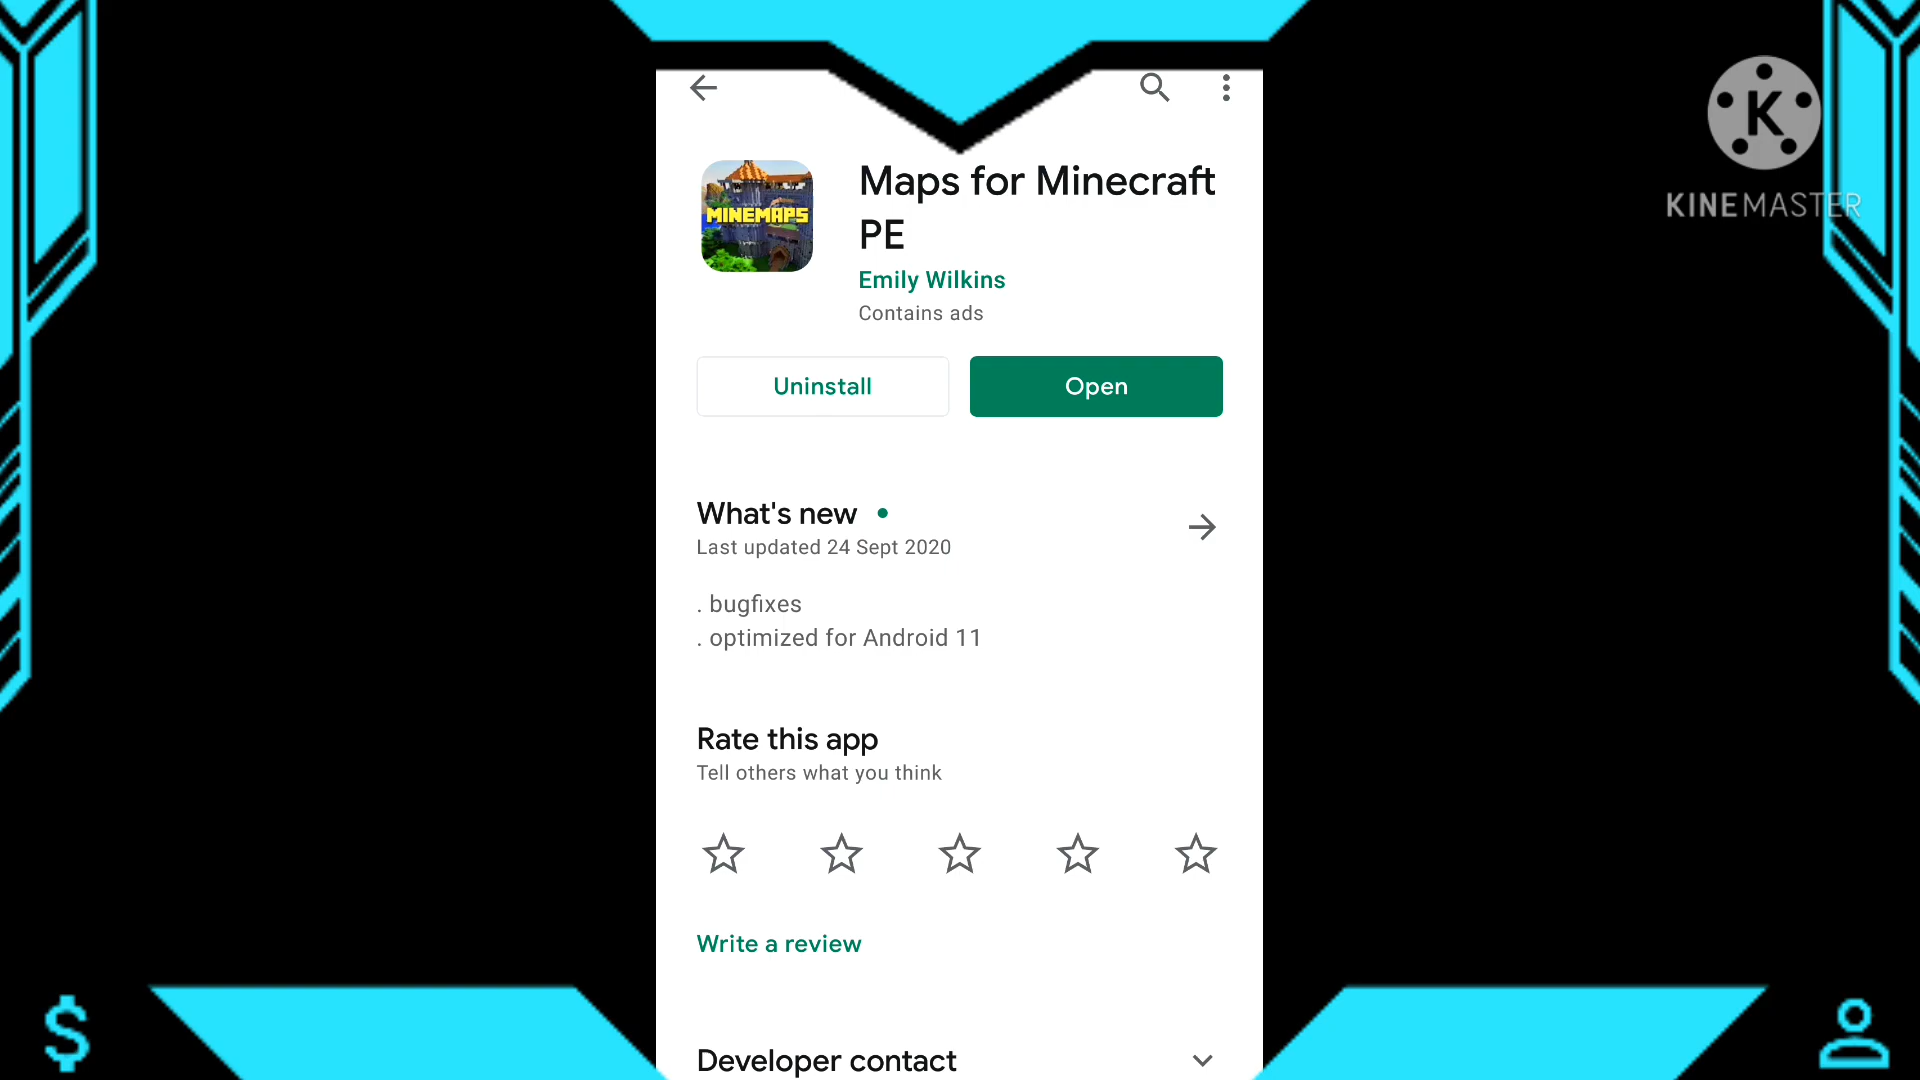 Maps for Minecraft
PE
MINEMAPS
Emily Wilkins
Contains ads
K
KINEMASTER
Uninstall
Open
What's new
Last updated 24 Sept 2020
. bugfixes
. optimized for Android 11
Rate this app
Tell others what you think
Write a review
$
Developer contact